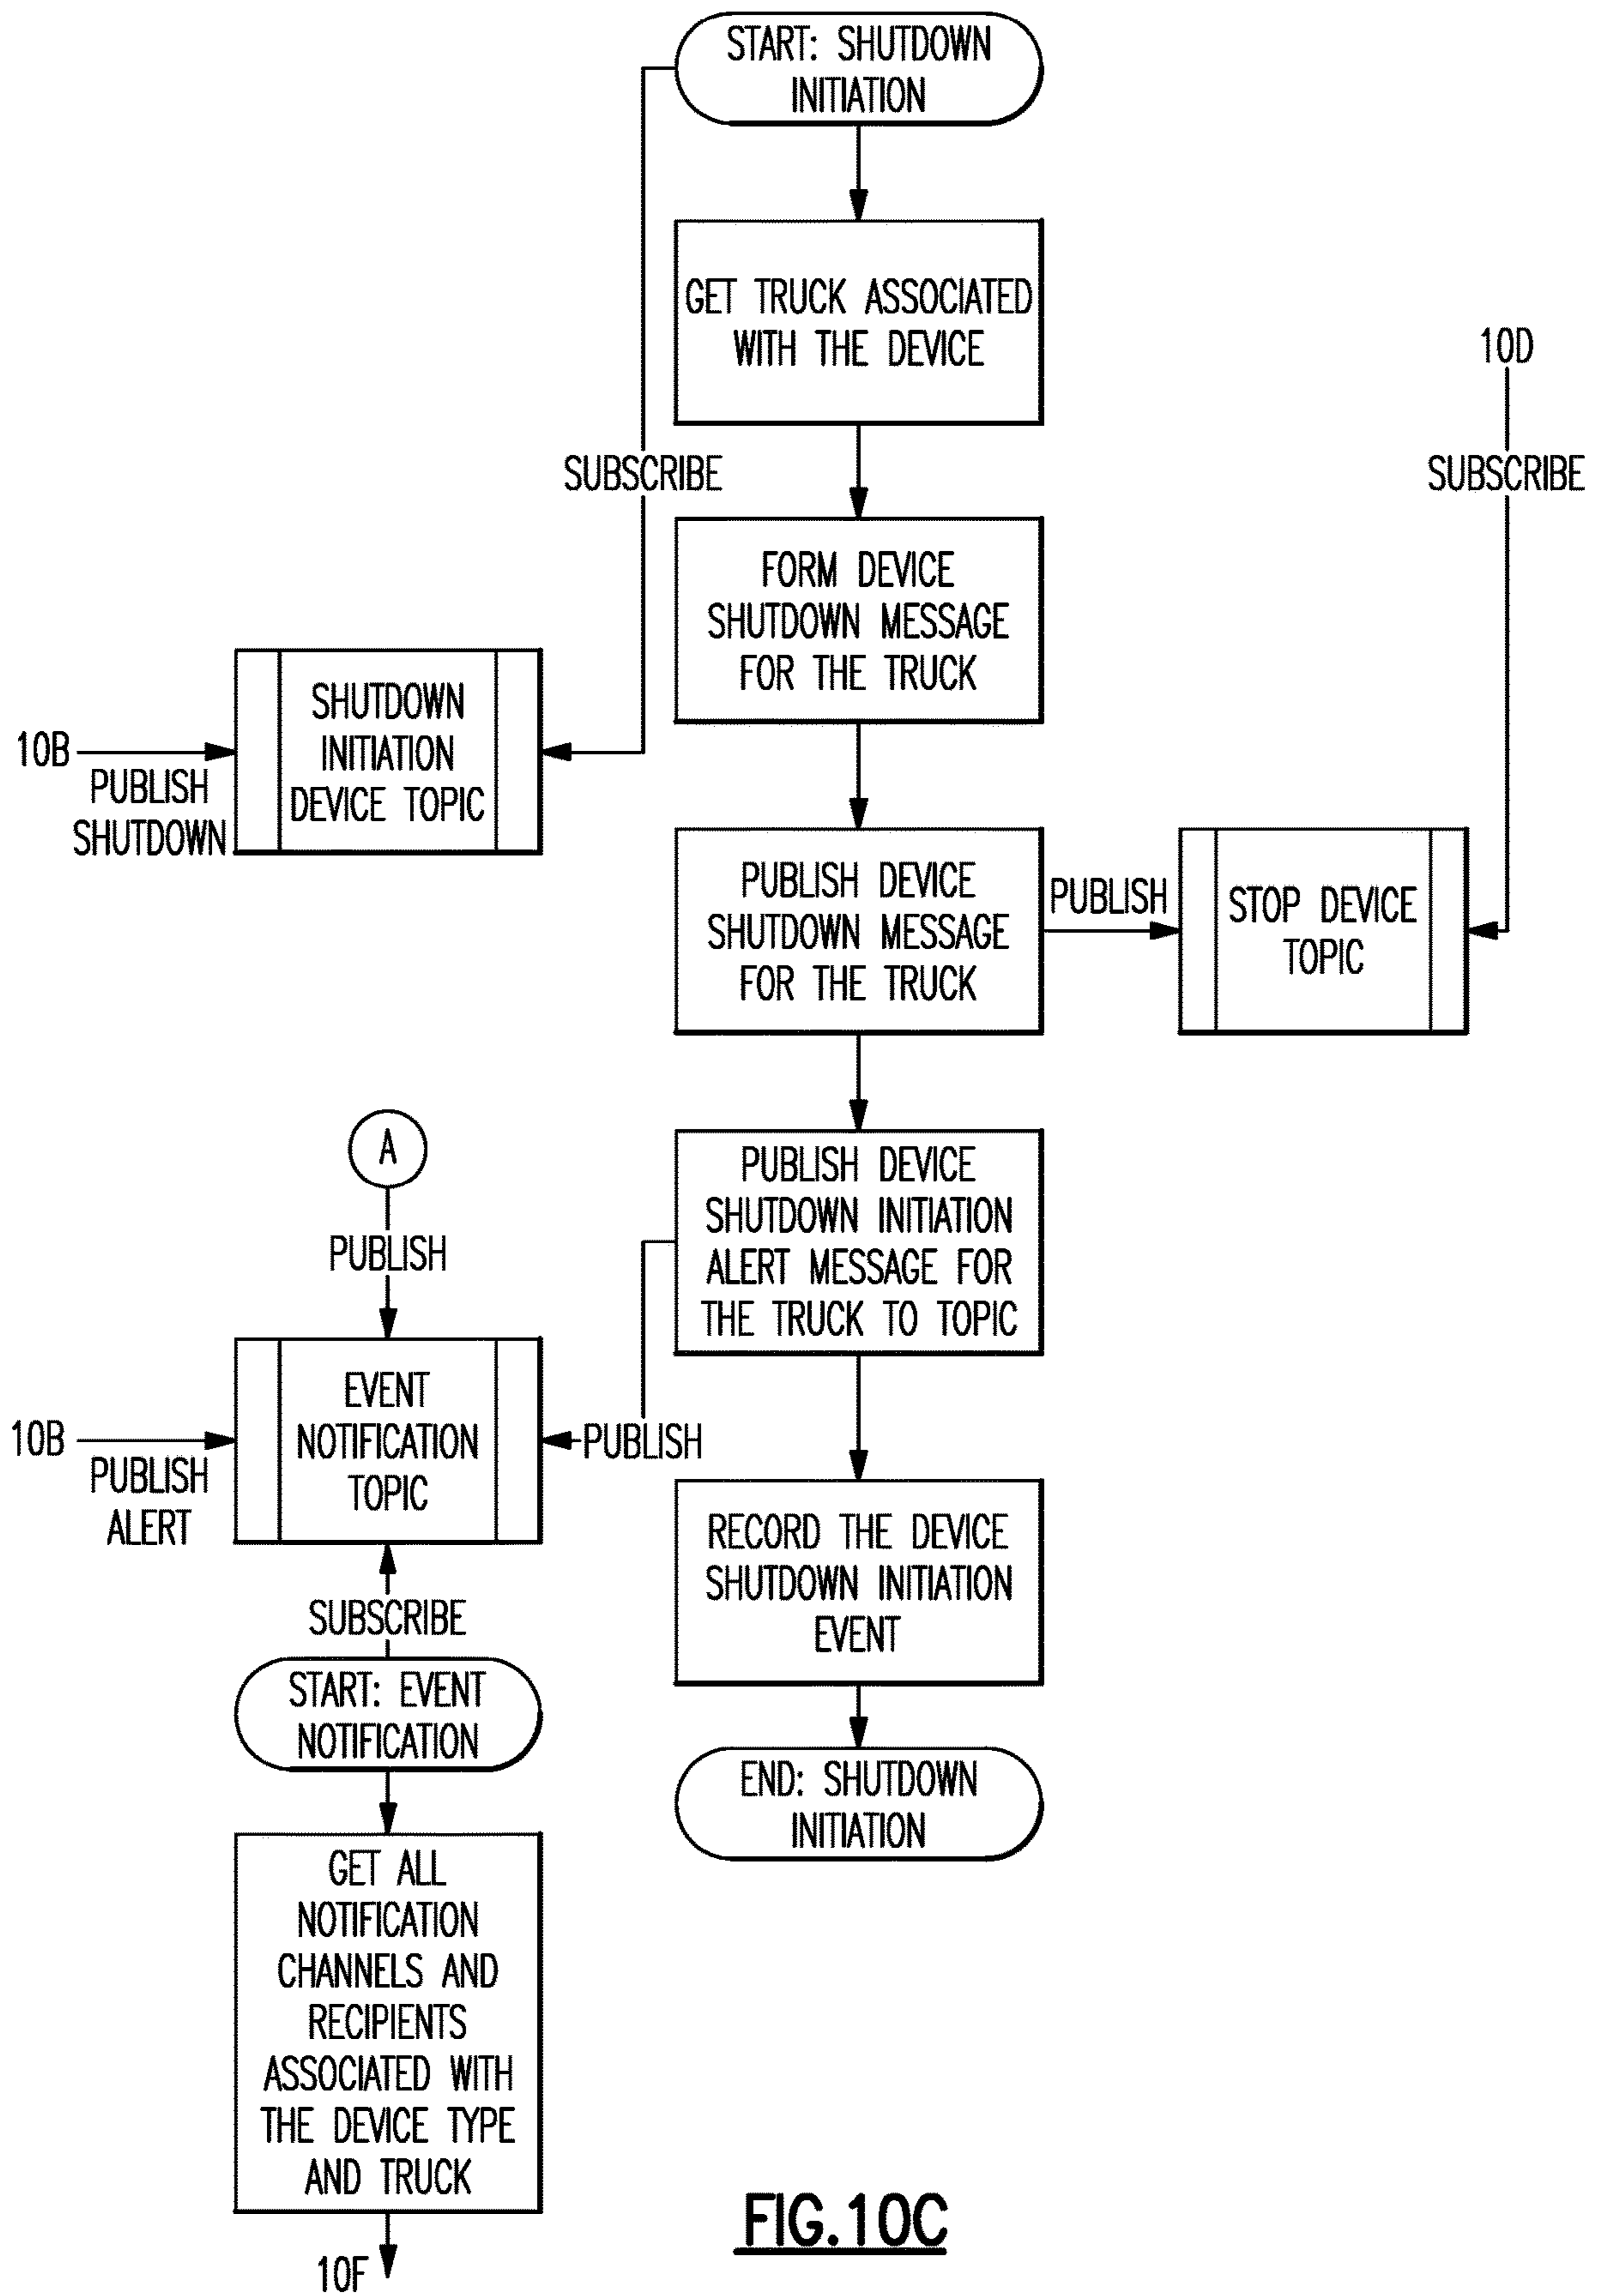 START: SHUTDOWN
INITIATION
GET TRUCK ASSOCIATED
WITH THE DEVICE
10D
SUBSCRIBE
SUBSCRIBE
FORM DEVICE
SHUTDOWN MESSAGE
FOR THE TRUCK
SHUTDOWN
INITIATION
DEVICE TOPIC
10B
PUBLISH
SHUTDOWN
PUBLISH DEVICE
SHUTDOWN MESSAGE
FOR THE TRUCK
PUBLISH
STOP DEVICE
TOPIC
A
PUBLISH
PUBLISH DEVICE
SHUTDOWN INITIATION
ALERT MESSAGE FOR
THE TRUCK TO TOPIC
EVENT
NOTIFICATION
TOPIC
10B
PUBLISH
ALERT
PUBLISH
RECORD THE DEVICE
SHUTDOWN INITIATION
EVENT
SUBSCRIBE
START: EVENT
NOTIFICATION
END: SHUTDOWN
INITIATION
GET ALL
NOTIFICATION
CHANNELS AND
RECIPIENTS
ASSOCIATED WITH
THE DEVICE TYPE
AND TRUCK
10F
FIG.10C